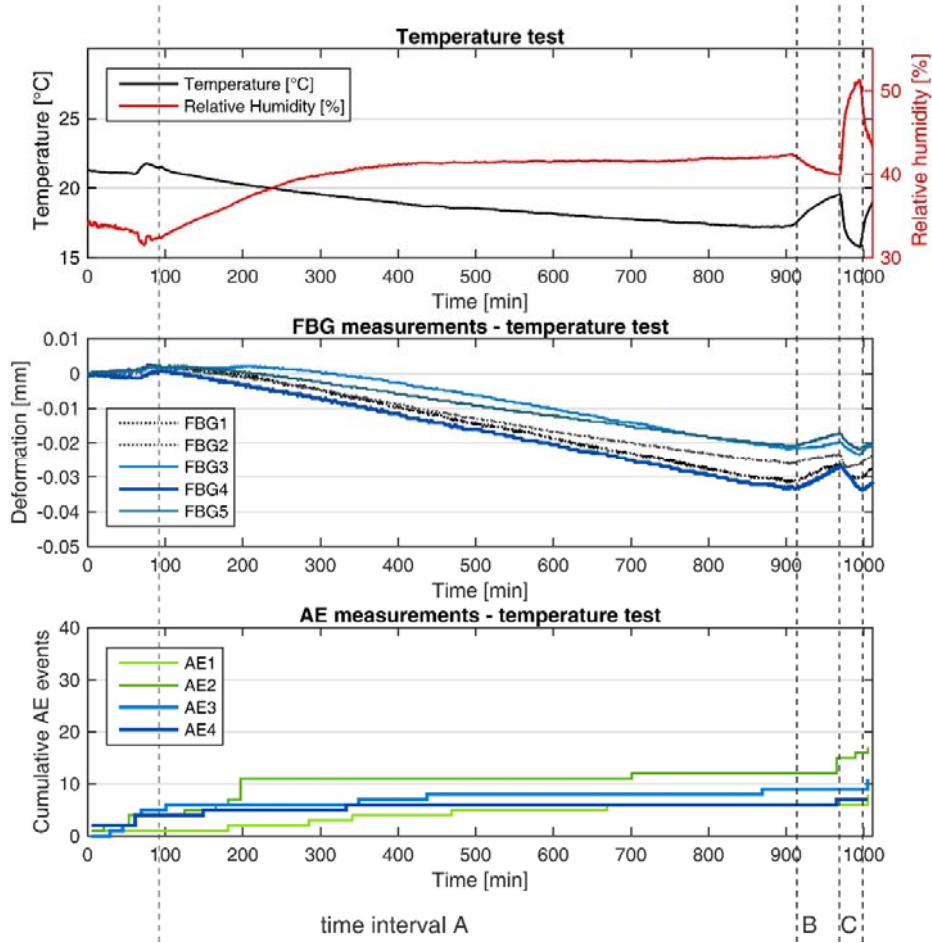 Temperature test
Temperature [°C]
Relative Humidity [%]
Temperature [°C]
25
20
15
50
40
30
Relative humidity [%]
0 100 200 300 400 500 600 700 800 900 1000
Time [min]
FBG measurements - temperature test
Deformation [mm]
0.01
0
-0.01
-0.02
-0.03
-0.04
-0.05
FBG1
FBG2
FBG3
FBG4
FBG5
0 100 200 300 400 500 600 700 800 900 1000
Time [min]
AE measurements - temperature test
Cumulative AE events
40
30
20
10
0
AE1
AE2
AE3
AE4
0 100 200 300 400 500 600 700 800 900 1000
Time [min]
time interval A B C